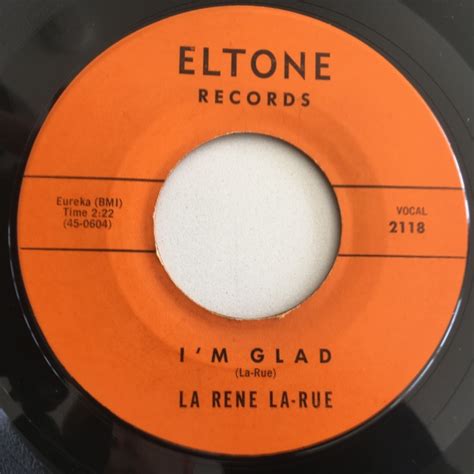 ELTONE
RECORDS
Eureka (BMI)
Time 2:22
(45-0604)
VOCAL
2118
I'M GLAD
(La-Rue)
LA RENE LA-RUE